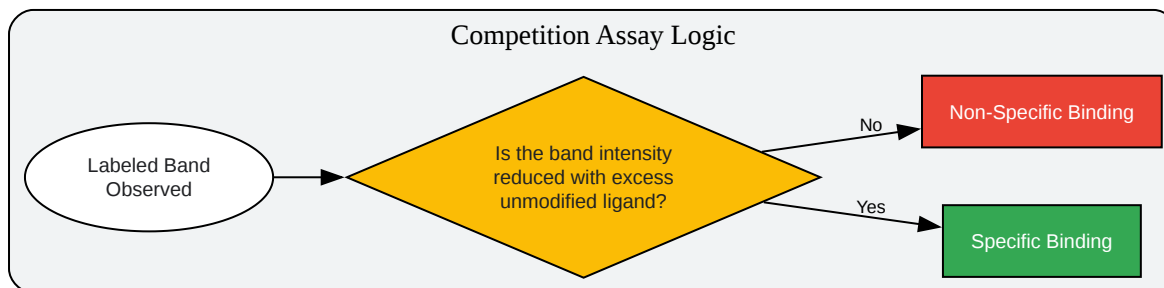 Competition Assay Logic
Labeled Band
Observed
Is the band intensity
reduced with excess
unmodified ligand?
No
Non-Specific Binding
Yes
Specific Binding